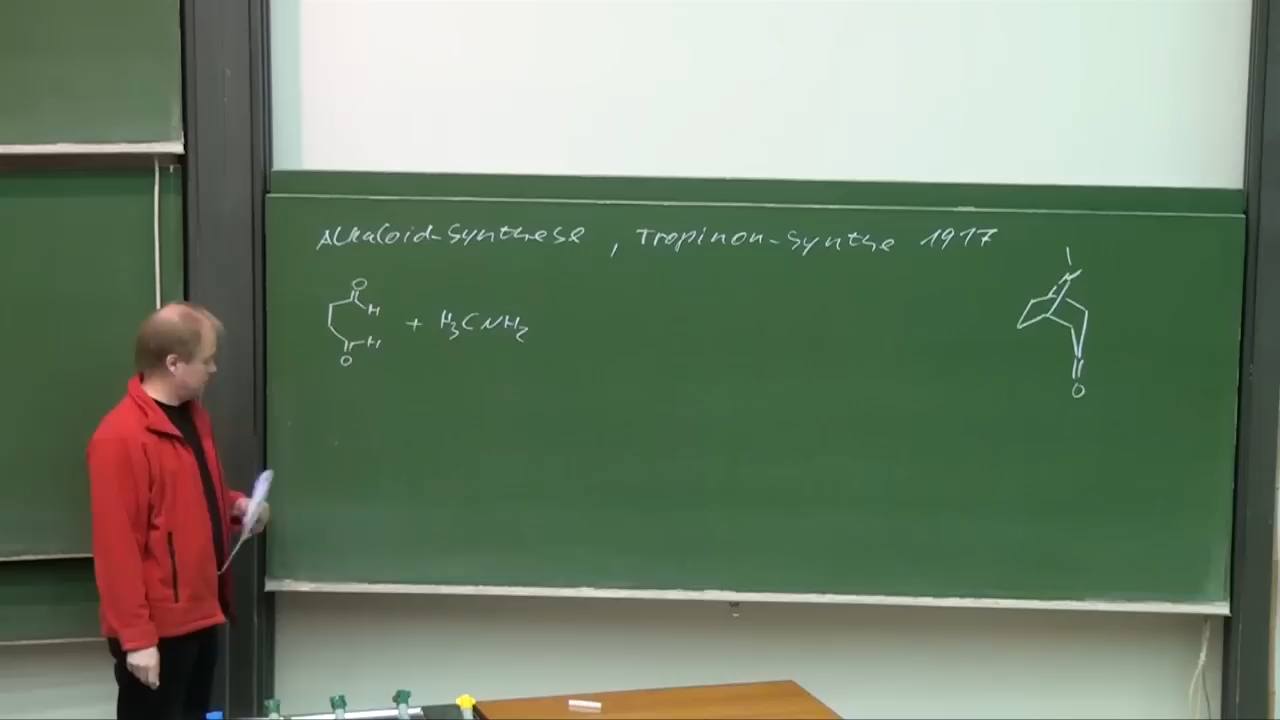 Alkaloid-Synthese, Tropinon-Synthe 1917
O
H
+ H3CNH2
H
O
N
O